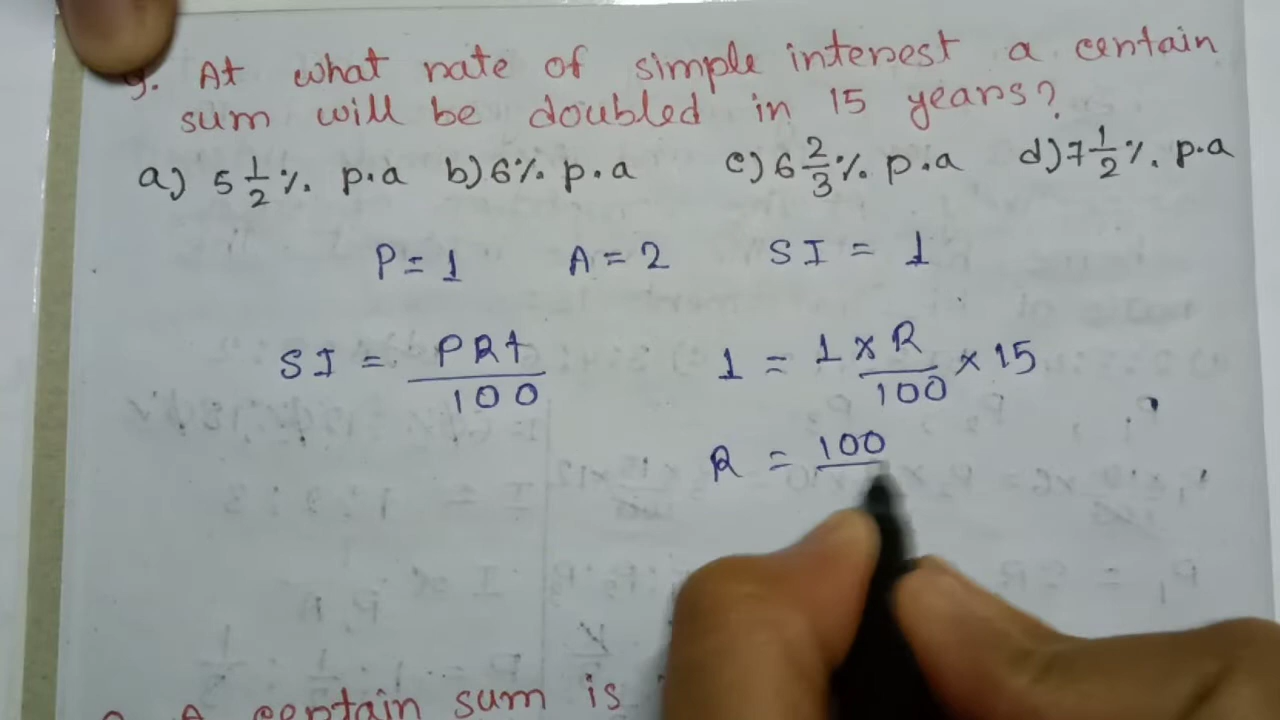 9. At what rate of simple interest a certain
sum will be doubled in 15 years?
a) 5 1/2 %. p.a b) 6%. p.a c) 6 2/3 %. p.a d) 7 1/2 %. p.a
P = 1 A = 2 SI = 1
SI = PRt/100 1 = 1 × R/100 × 15
R = 100
A certain sum is